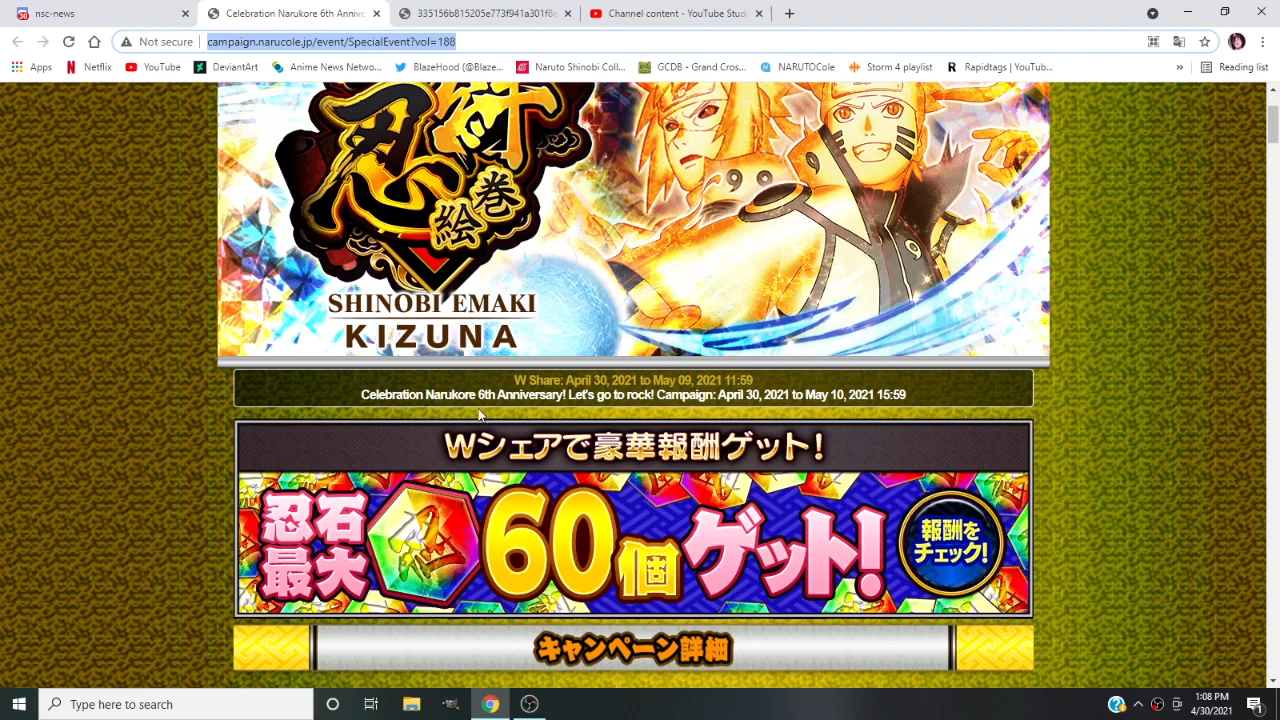 nsc-news
Celebration Narukore 6th Annive
335156b815205e773f941a301f8
Channel content - YouTube Stud
Not secure
campaign.narucole.jp/event/SpecialEvent?vol=188
Apps
Netflix
YouTube
DeviantArt
Anime News Netwo...
BlazeHood (@Blaze...
Naruto Shinobi Coll...
GCDB - Grand Cros...
NARUTOCole
Storm 4 playlist
Rapidtags | YouTub...
»
Reading list
忍絆
絵巻
SHINOBI EMAKI
KIZUNA
W Share: April 30, 2021 to May 09, 2021 11:59
Celebration Narukore 6th Anniversary! Let's go to rock! Campaign: April 30, 2021 to May 10, 2021 15:59
Wシェアで豪華報酬ゲット!
忍石
最大
60個ゲット!
報酬を
チェック!
キャンペーン詳細
Type here to search
1:08 PM
4/30/2021